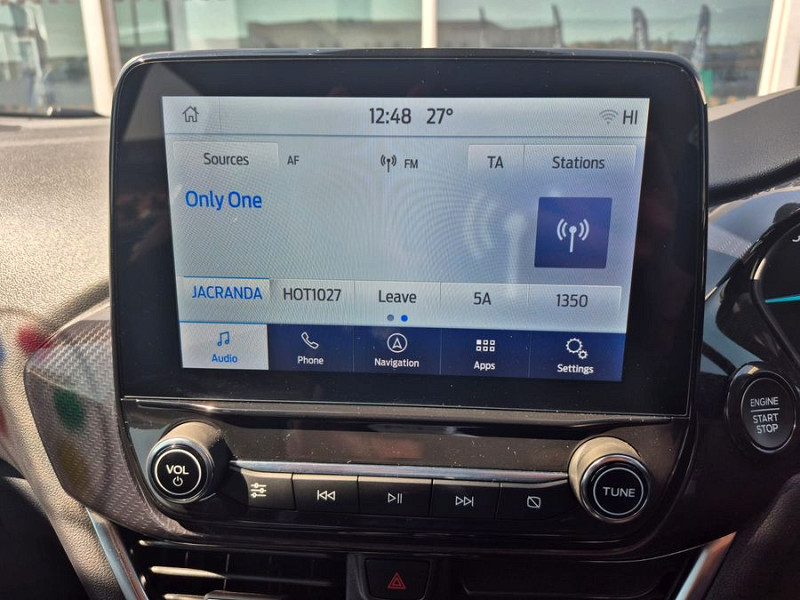 12:48 27° HI
Sources AF FM TA Stations
Only One
JACRANDA HOT1027 Leave 5A 1350
Audio Phone Navigation Apps Settings
ENGINE
START
STOP
VOL
TUNE